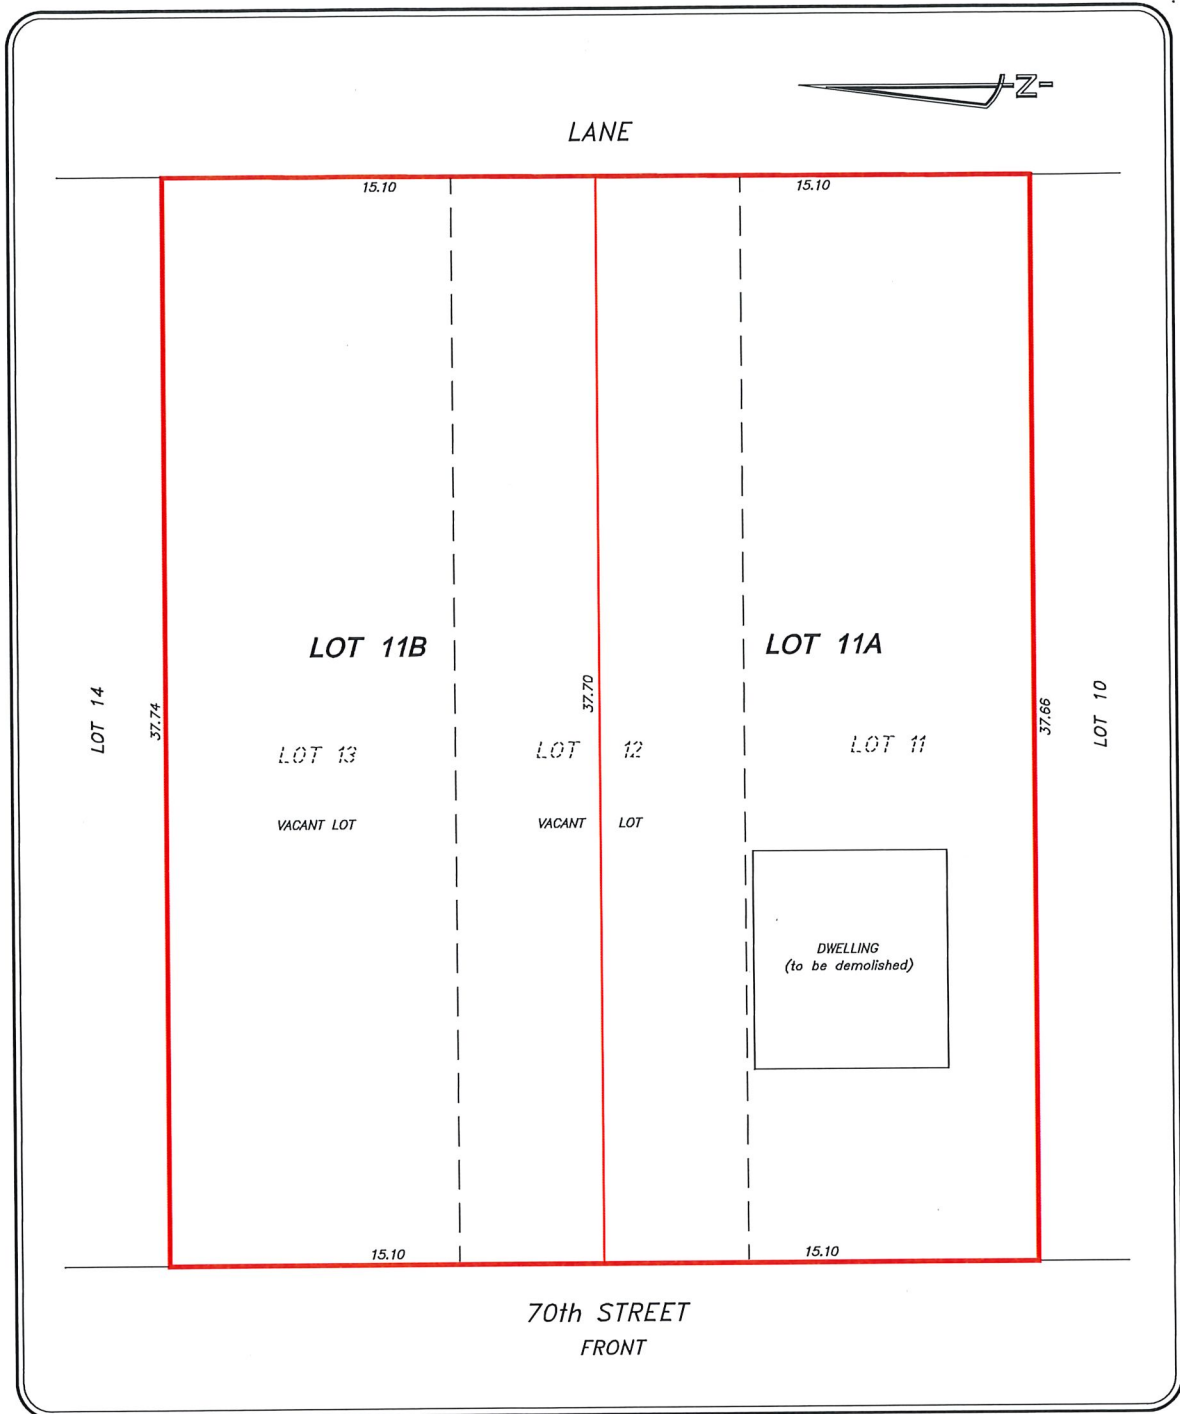 -Z-
LANE
15.10 15.10
LOT 11B LOT 11A
LOT 14
37.74
37.70
37.66
LOT 10
LOT 13 LOT 12 LOT 11
VACANT LOT VACANT LOT
DWELLING
(to be demolished)
15.10 15.10
70th STREET
FRONT